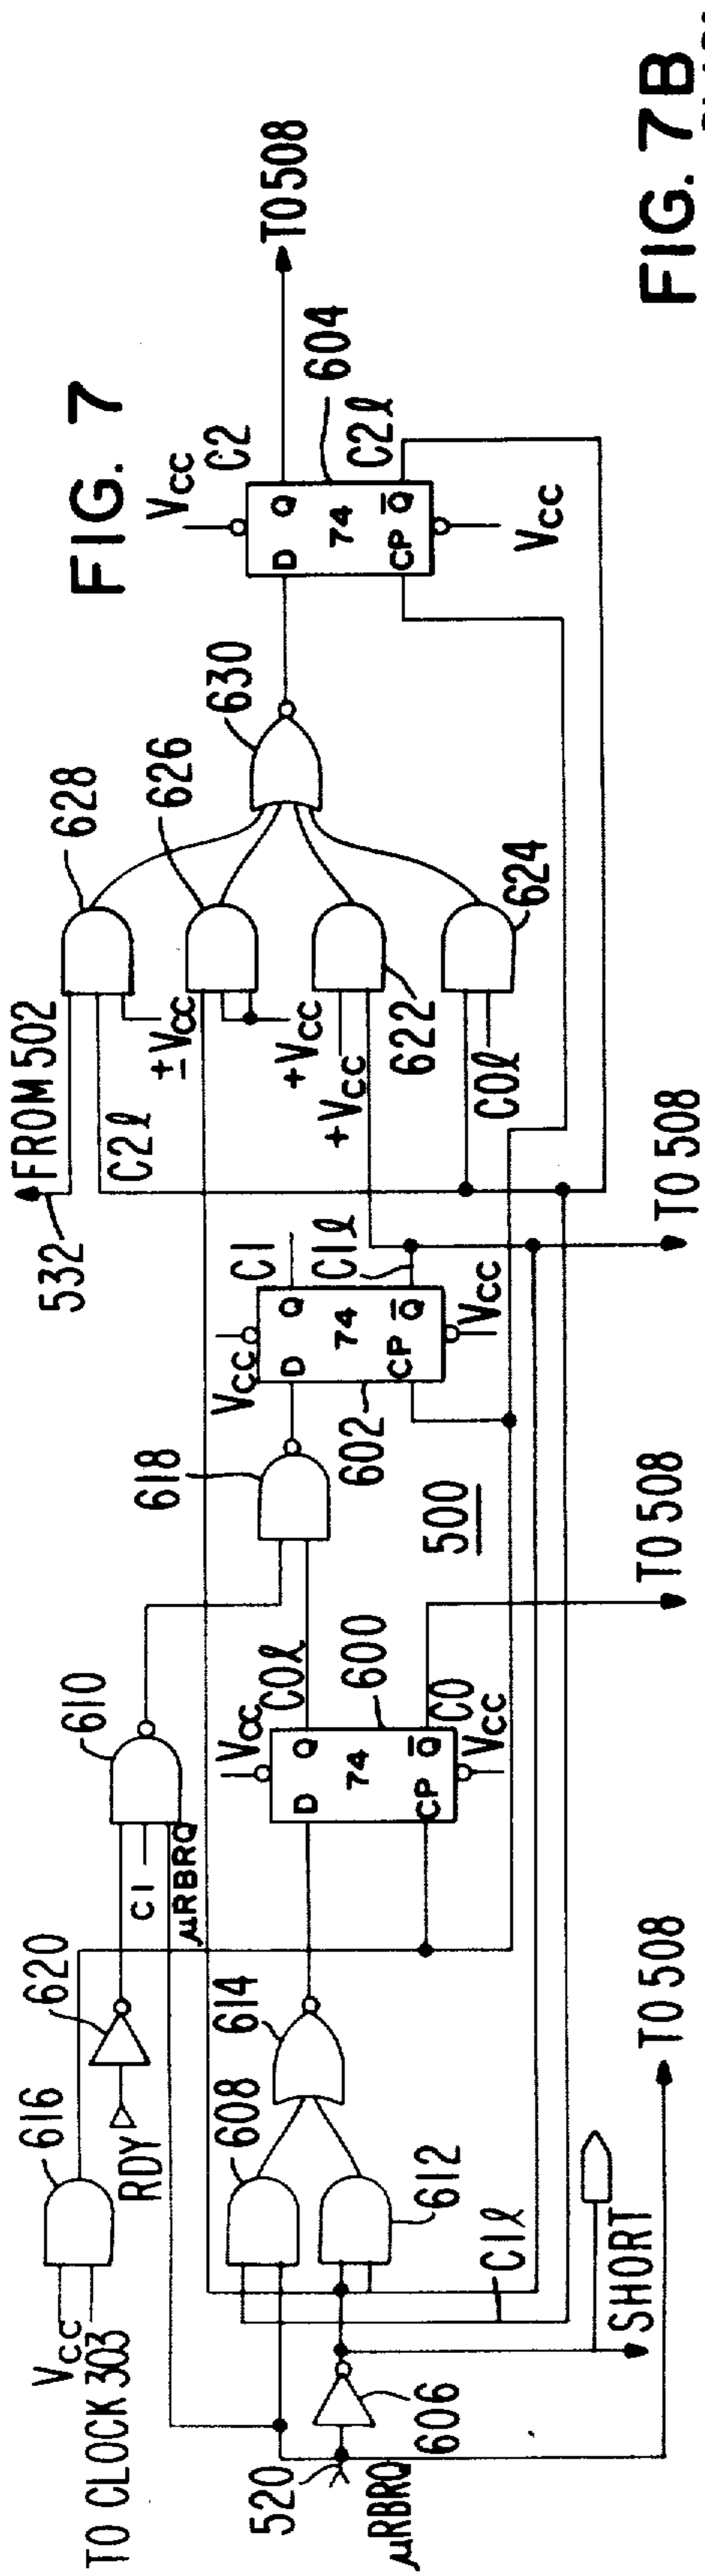 FIG. 7
FIG. 7B
TO 508
604
Vcc
C2
D
Q
74
CP
Q̅
C2ℓ
Vcc
630
628
626
622
624
FROM 502
532
C2ℓ
±Vcc
+Vcc
+Vcc
C0ℓ
TO 508
C1
C1ℓ
Vcc
D
Q
74
CP
Q̅
Vcc
602
618
500
TO 508
610
C1
μRBRQ
C0ℓ
600
Vcc
D
Q
74
CP
Q̅
C0
Vcc
620
616
RDY
614
608
612
TO 508
C1ℓ
SHORT
Vcc
TO CLOCK 303
606
520
μRBRQ